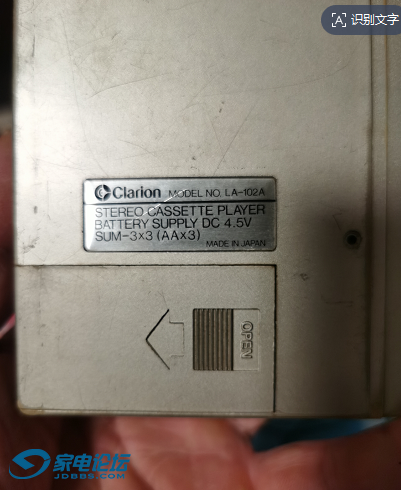 识别文字
Clarion MODEL NO. LA-102A
STEREO CASSETTE PLAYER
BATTERY SUPPLY DC 4.5V
SUM-3×3 (AA×3)
MADE IN JAPAN
OPEN
家电论坛
JDBBS.COM